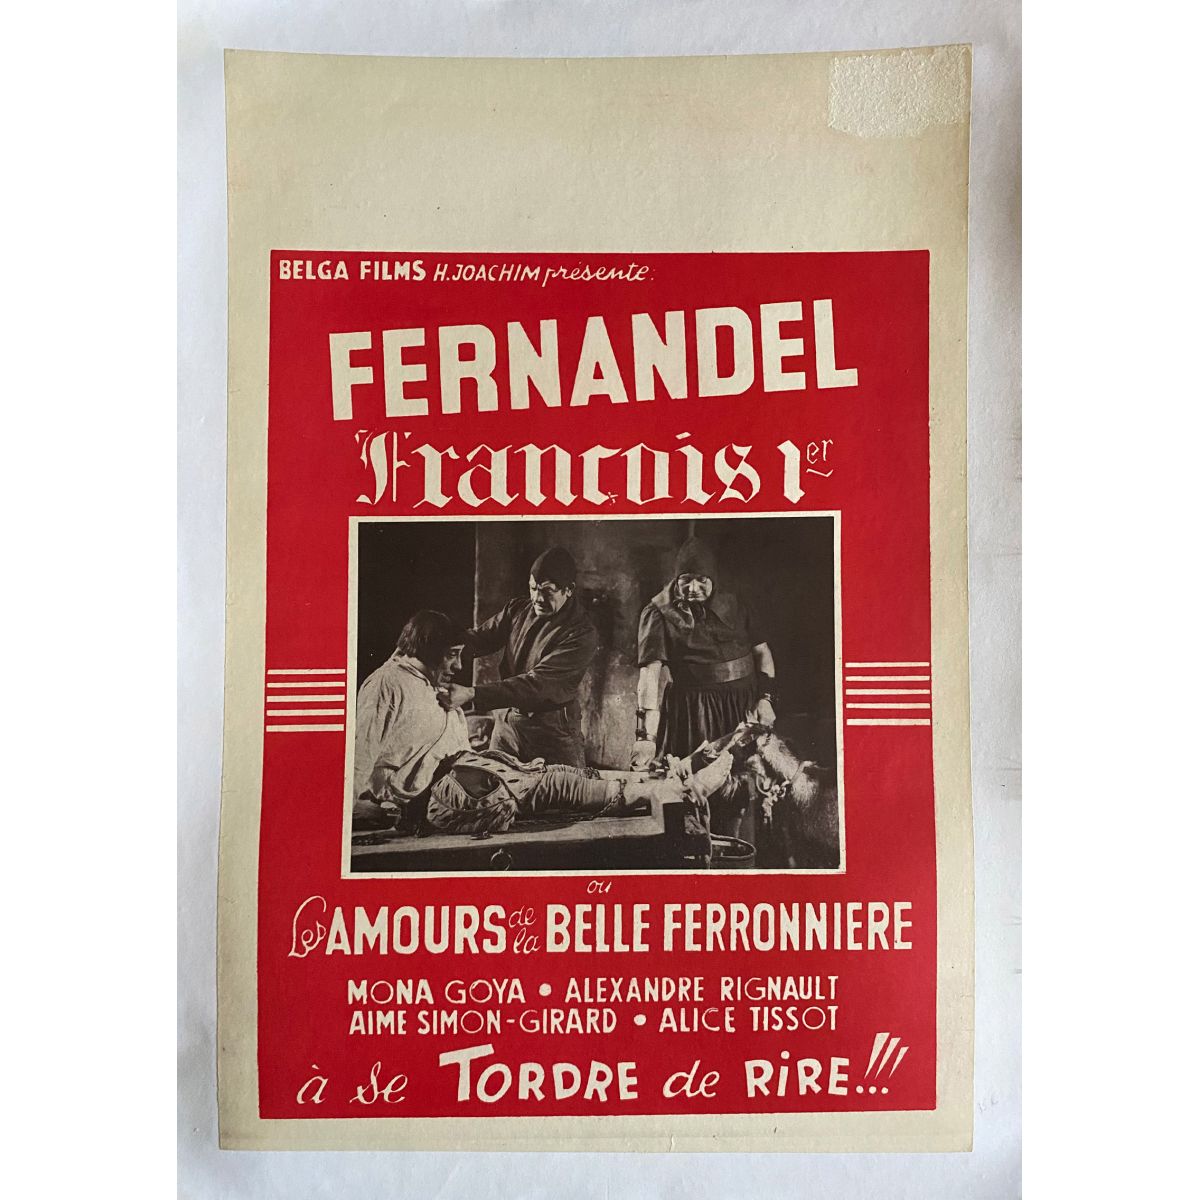 BELGA FILMS H.JOACHIM présente:
FERNANDEL
François 1er
ou
Les AMOURS de la BELLE FERRONNIERE
MONA GOYA • ALEXANDRE RIGNAULT
AIME SIMON-GIRARD • ALICE TISSOT
à se TORDRE de RIRE...!!!